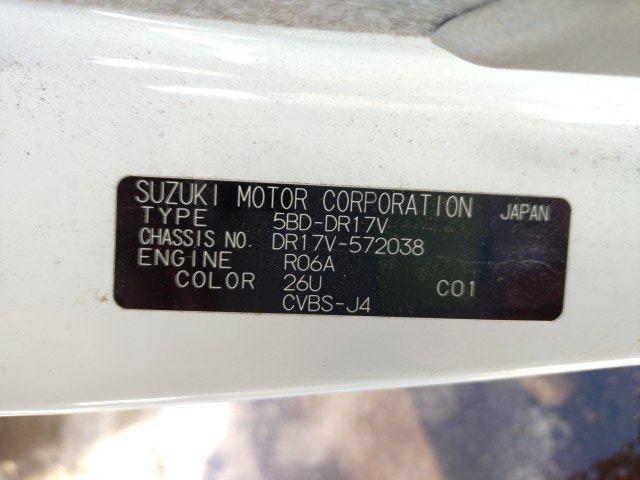 SUZUKI MOTOR CORPORATION JAPAN
TYPE 5BD-DR17V
CHASSIS NO. DR17V-572038
ENGINE R06A
COLOR 26U C01
CVBS-J4